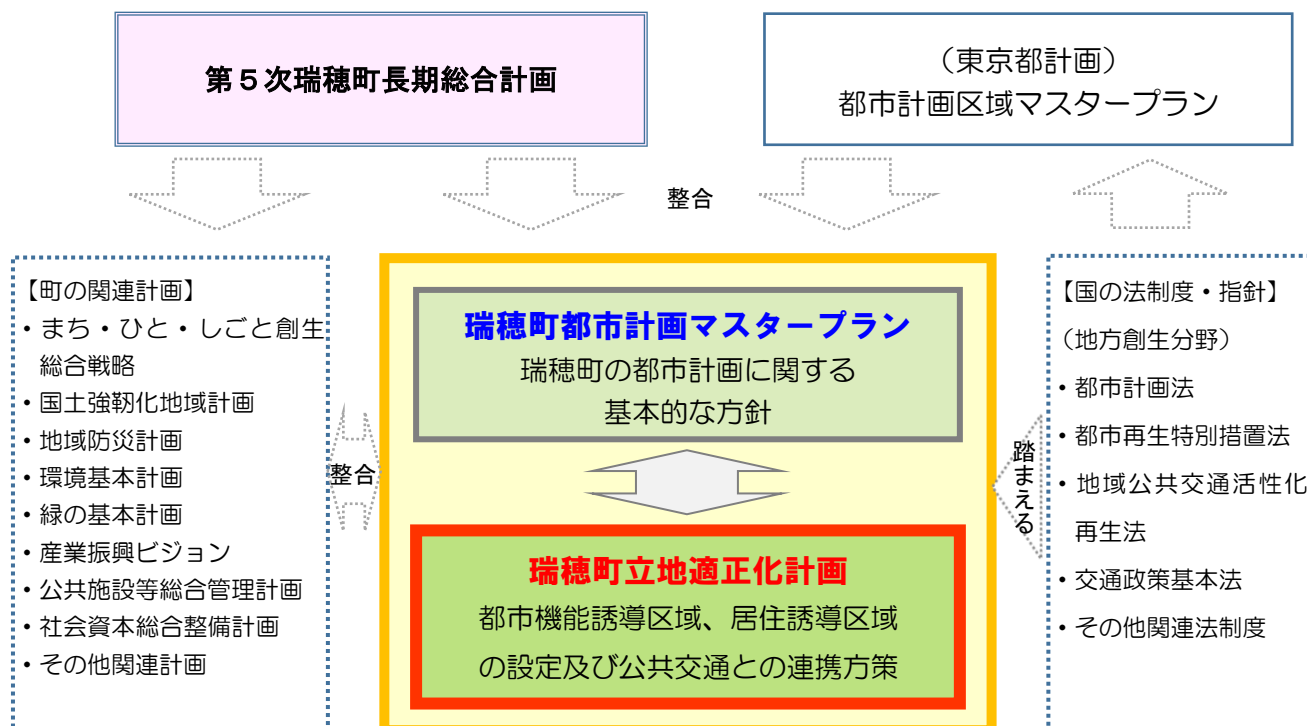 第５次瑞穂町長期総合計画
（東京都計画）
都市計画区域マスタープラン
整合
【町の関連計画】
・まち・ひと・しごと創生
総合戦略
・国土強靭化地域計画
・地域防災計画
・環境基本計画
・緑の基本計画
・産業振興ビジョン
・公共施設等総合管理計画
・社会資本総合整備計画
・その他関連計画
整合
瑞穂町都市計画マスタープラン
瑞穂町の都市計画に関する
基本的な方針
瑞穂町立地適正化計画
都市機能誘導区域、居住誘導区域
の設定及び公共交通との連携方策
踏まえる
【国の法制度・指針】
（地方創生分野）
・都市計画法
・都市再生特別措置法
・地域公共交通活性化
再生法
・交通政策基本法
・その他関連法制度